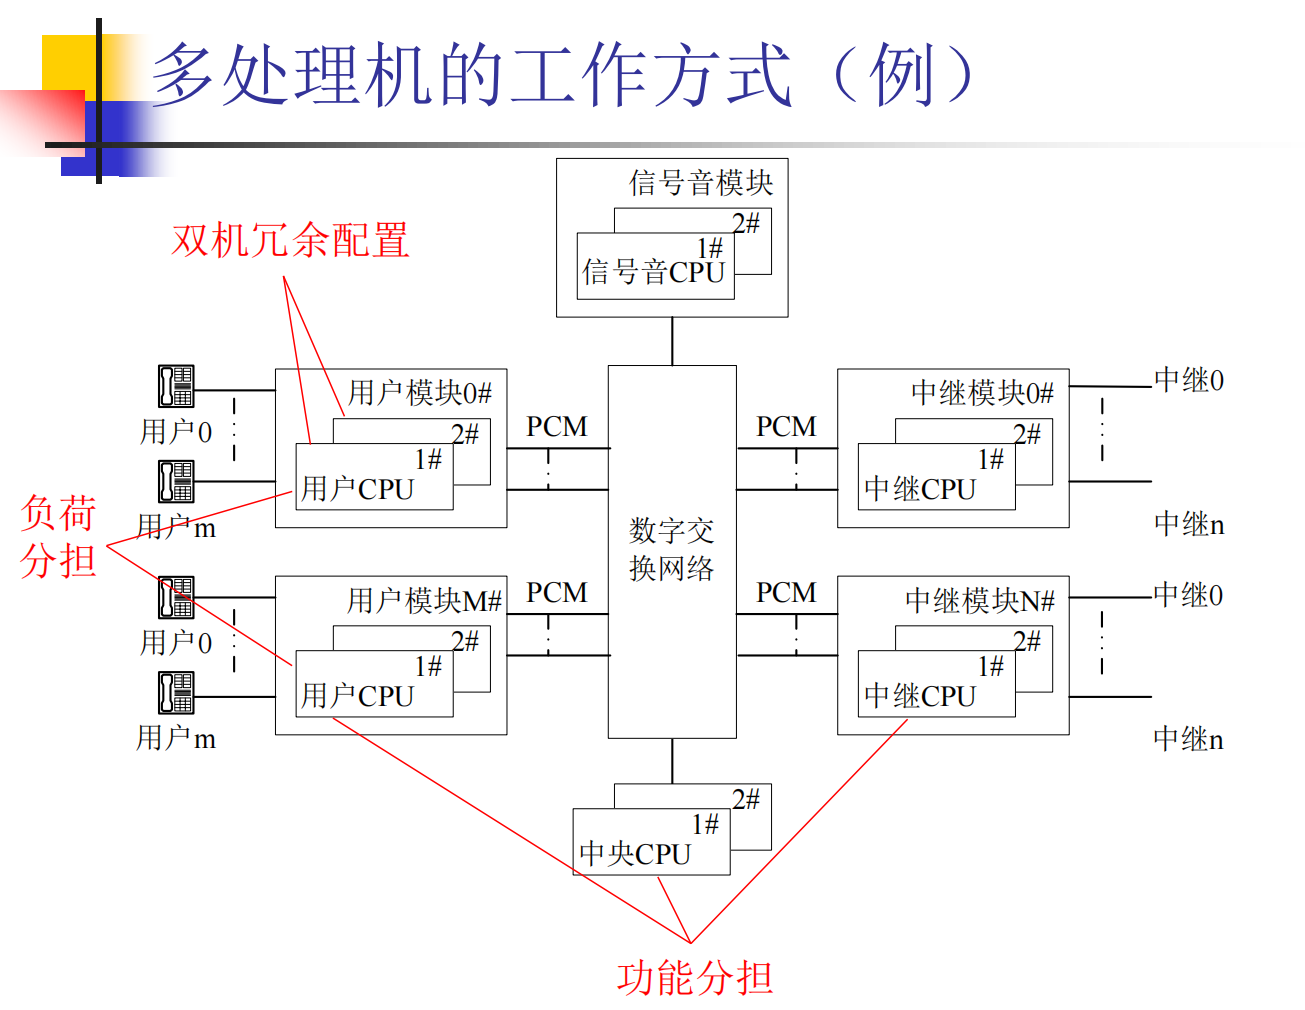 多处理机的工作方式（例）
信号音模块
2#
1#
信号音CPU
双机冗余配置
用户0
用户m
用户模块0#
2#
1#
用户CPU
PCM
PCM
中继模块0#
2#
1#
中继CPU
中继0
中继n
负荷
分担
数字交
换网络
用户0
用户m
用户模块M#
2#
1#
用户CPU
PCM
PCM
中继模块N#
2#
1#
中继CPU
中继0
中继n
2#
1#
中央CPU
功能分担